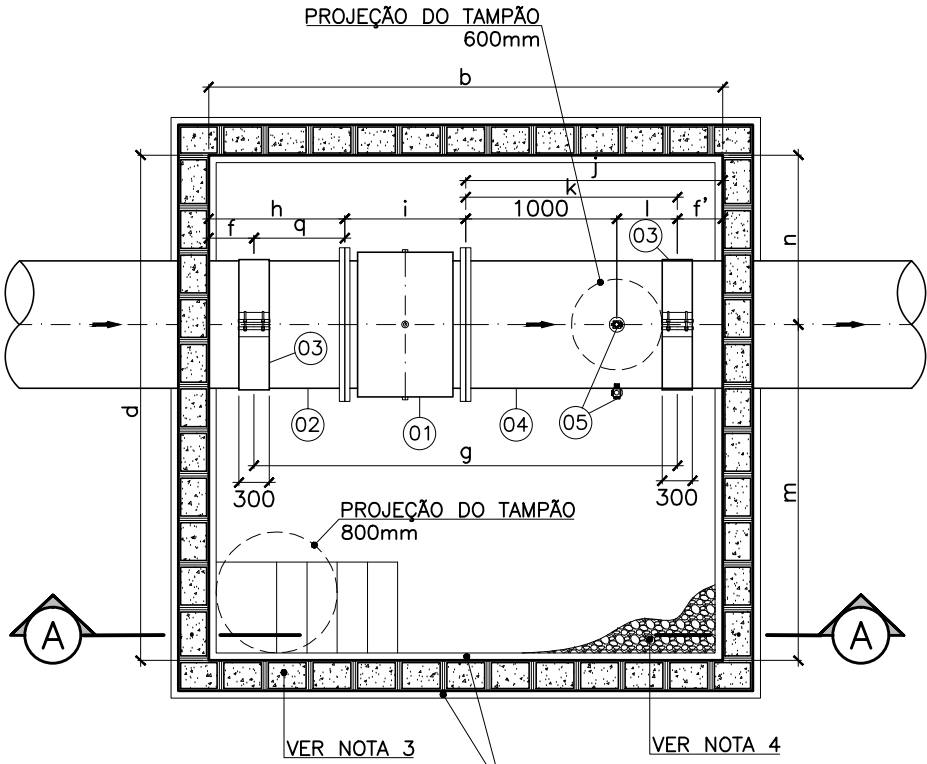 PROJEÇÃO DO TAMPÃO
600mm
b
j
k
h
i
1000
l
f'
f
q
03
n
03
d
02
01
04
05
g
300
300
m
PROJEÇÃO DO TAMPÃO
800mm
A
A
VER NOTA 3
VER NOTA 4